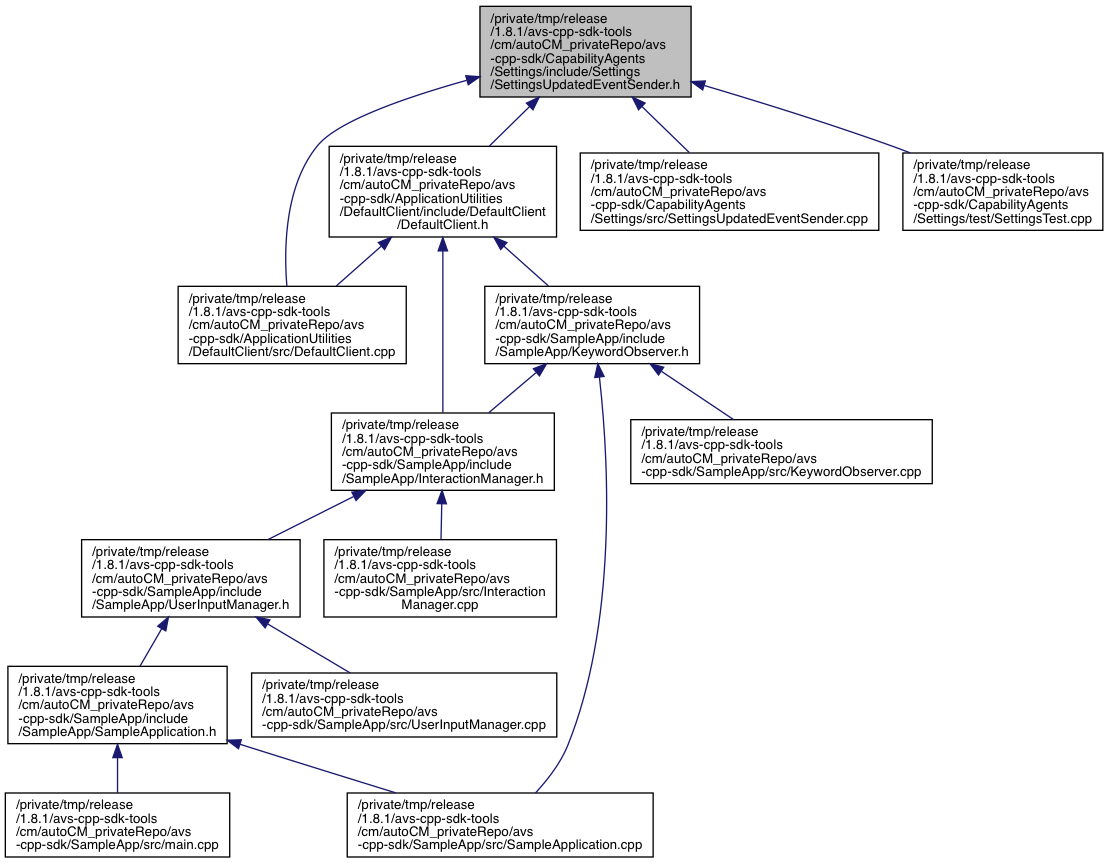 /private/tmp/release
/1.8.1/avs-cpp-sdk-tools
/cm/autoCM_privateRepo/avs
-cpp-sdk/CapabilityAgents
/Settings/include/Settings
/SettingsUpdatedEventSender.h
/private/tmp/release
/1.8.1/avs-cpp-sdk-tools
/cm/autoCM_privateRepo/avs
-cpp-sdk/ApplicationUtilities
/DefaultClient/include/DefaultClient
/DefaultClient.h
/private/tmp/release
/1.8.1/avs-cpp-sdk-tools
/cm/autoCM_privateRepo/avs
-cpp-sdk/CapabilityAgents
/Settings/src/SettingsUpdatedEventSender.cpp
/private/tmp/release
/1.8.1/avs-cpp-sdk-tools
/cm/autoCM_privateRepo/avs
-cpp-sdk/CapabilityAgents
/Settings/test/SettingsTest.cpp
/private/tmp/release
/1.8.1/avs-cpp-sdk-tools
/cm/autoCM_privateRepo/avs
-cpp-sdk/ApplicationUtilities
/DefaultClient/src/DefaultClient.cpp
/private/tmp/release
/1.8.1/avs-cpp-sdk-tools
/cm/autoCM_privateRepo/avs
-cpp-sdk/SampleApp/include
/SampleApp/KeywordObserver.h
/private/tmp/release
/1.8.1/avs-cpp-sdk-tools
/cm/autoCM_privateRepo/avs
-cpp-sdk/SampleApp/include
/SampleApp/InteractionManager.h
/private/tmp/release
/1.8.1/avs-cpp-sdk-tools
/cm/autoCM_privateRepo/avs
-cpp-sdk/SampleApp/src/KeywordObserver.cpp
/private/tmp/release
/1.8.1/avs-cpp-sdk-tools
/cm/autoCM_privateRepo/avs
-cpp-sdk/SampleApp/include
/SampleApp/UserInputManager.h
/private/tmp/release
/1.8.1/avs-cpp-sdk-tools
/cm/autoCM_privateRepo/avs
-cpp-sdk/SampleApp/src/Interaction
Manager.cpp
/private/tmp/release
/1.8.1/avs-cpp-sdk-tools
/cm/autoCM_privateRepo/avs
-cpp-sdk/SampleApp/include
/SampleApp/SampleApplication.h
/private/tmp/release
/1.8.1/avs-cpp-sdk-tools
/cm/autoCM_privateRepo/avs
-cpp-sdk/SampleApp/src/UserInputManager.cpp
/private/tmp/release
/1.8.1/avs-cpp-sdk-tools
/cm/autoCM_privateRepo/avs
-cpp-sdk/SampleApp/src/main.cpp
/private/tmp/release
/1.8.1/avs-cpp-sdk-tools
/cm/autoCM_privateRepo/avs
-cpp-sdk/SampleApp/src/SampleApplication.cpp